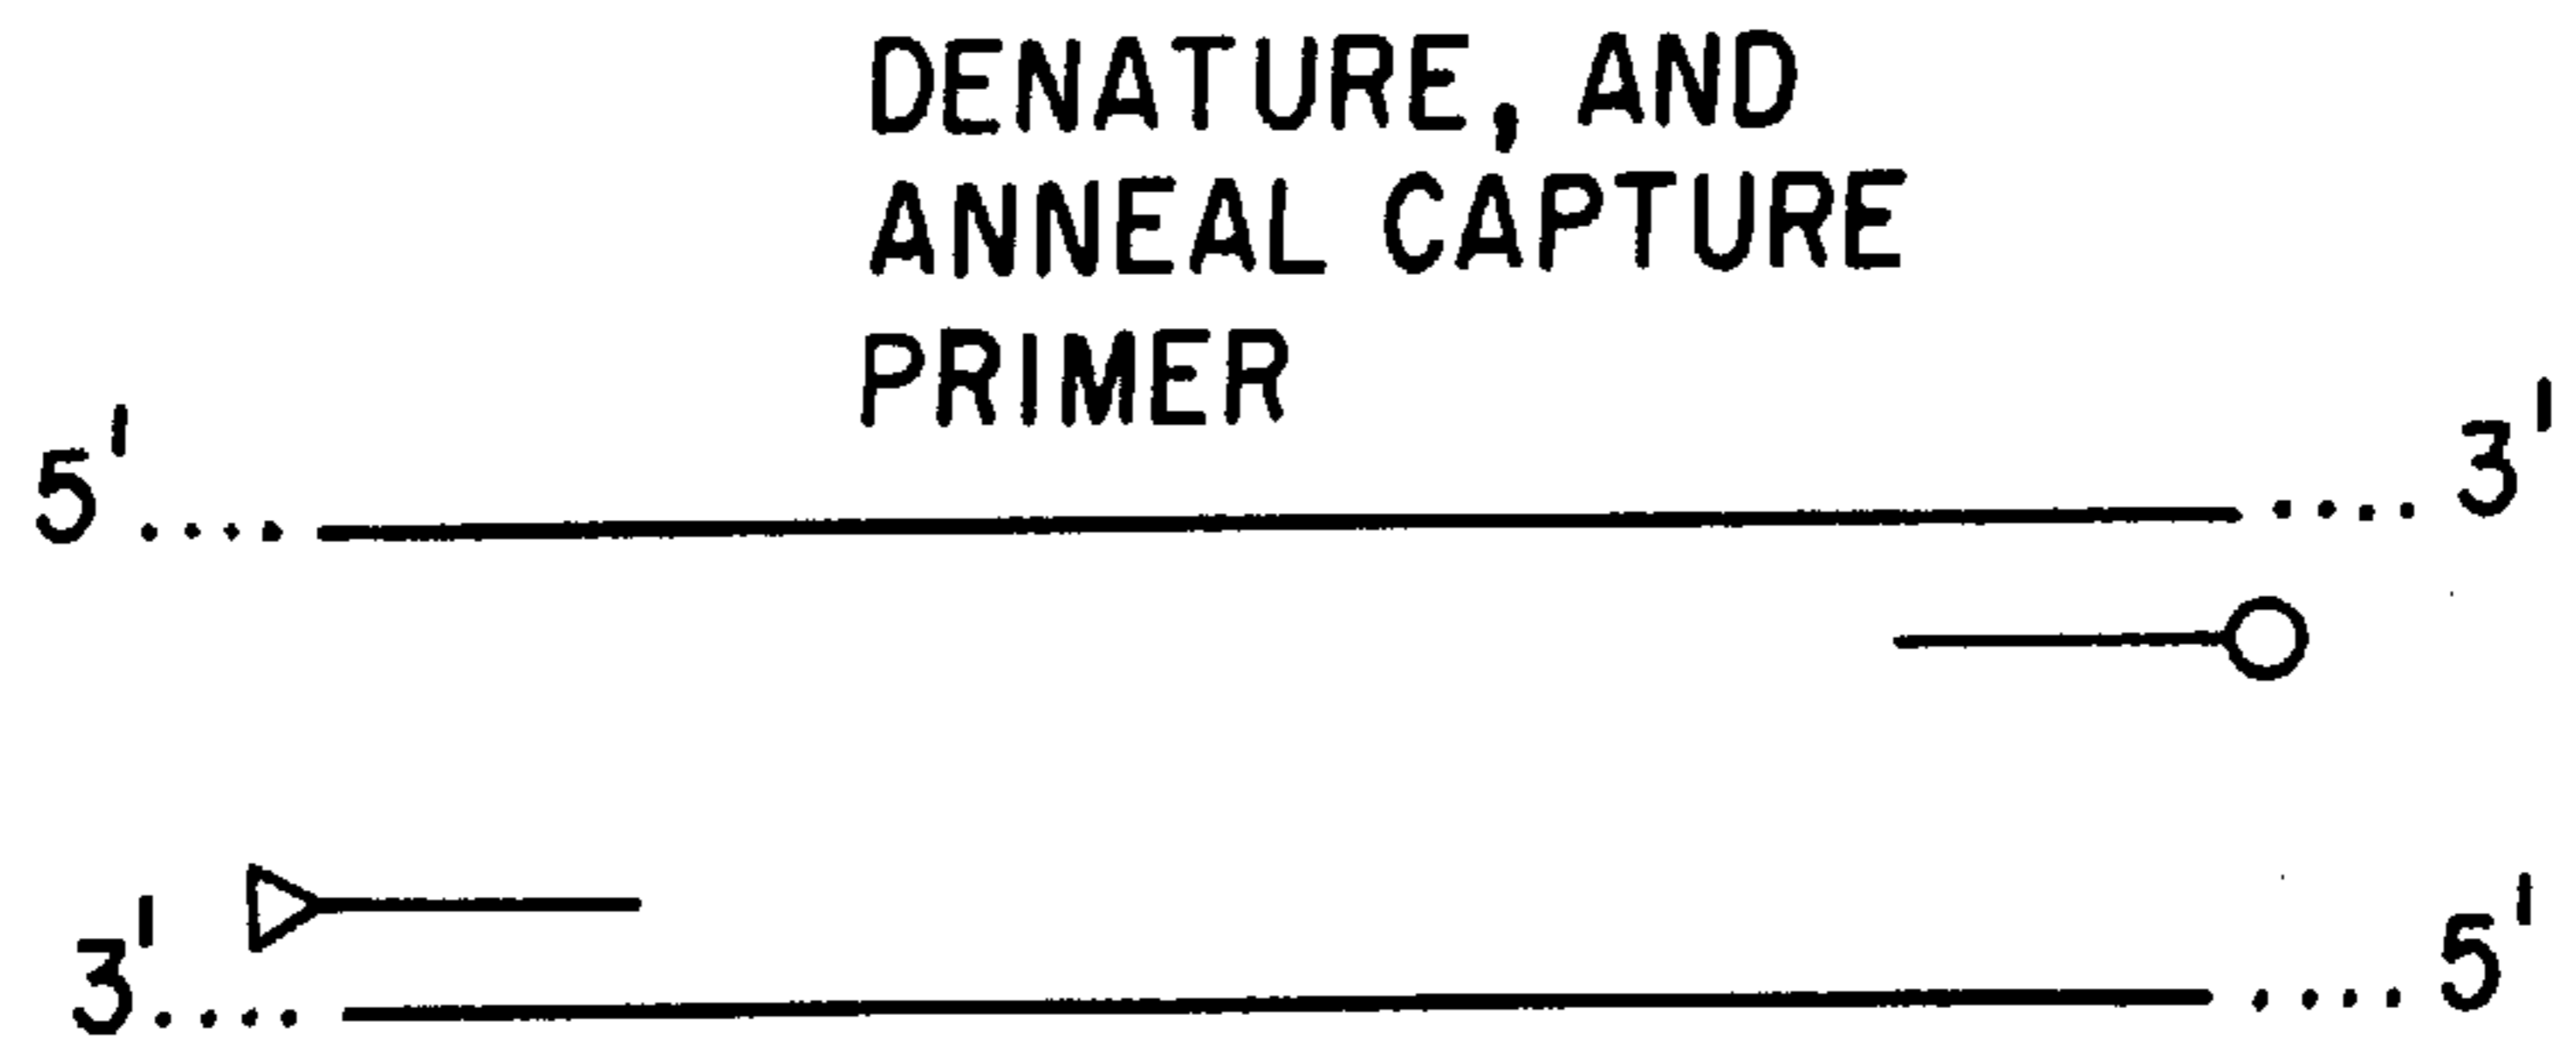 DENATURE, AND
ANNEAL CAPTURE
PRIMER
5'....  ....3'
3'....  ....5'